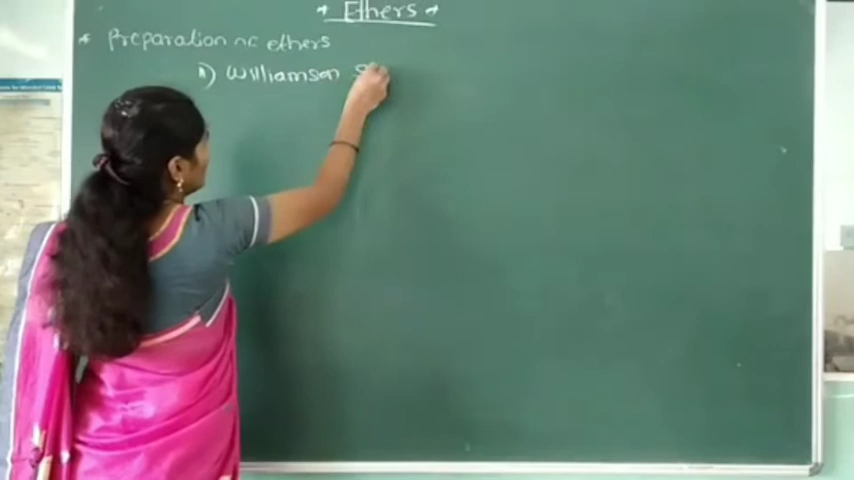 * Ethers *
* Preparation of ethers
1) Williamson S